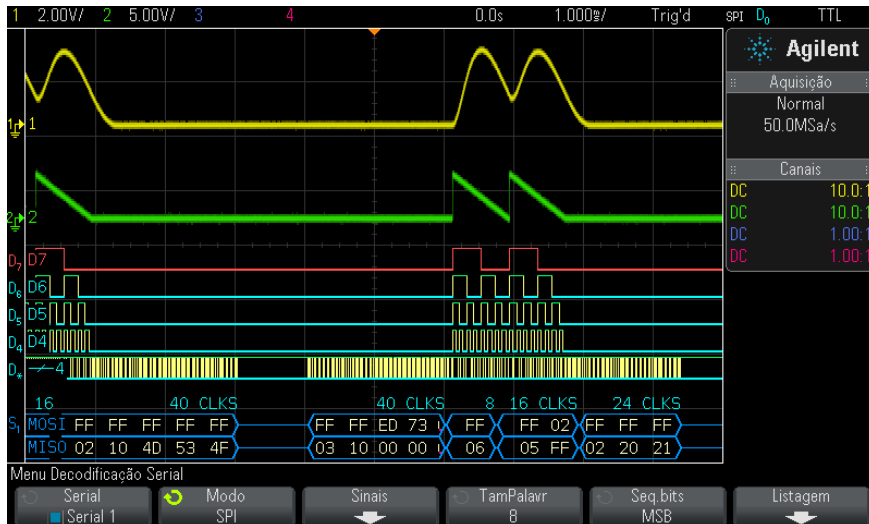 1 2.00V/ 2 5.00V/ 3 4 0.0s 1.000s/ Trig'd SPI D0 TTL
Agilent
Aquisição
Normal
50.0MSa/s
Canais
DC 10.0:1
DC 10.0:1
DC 1.00:1
DC 1.00:1
1 1
2 2
D7 D7
D6 D6
D5 D5
D4 D4
D* 4
16 40 CLKS 40 CLKS 8 16 CLKS 24 CLKS
S1 MOSI FF FF FF FF FF FF FF ED 73 FF FF 02 FF FF FF
MISO 02 10 4D 53 4F 03 10 00 00 06 05 FF 02 20 21
Menu Decodificação Serial
Serial Modo Sinais TamPalavr Seq.bits Listagem
Serial 1 SPI 8 MSB